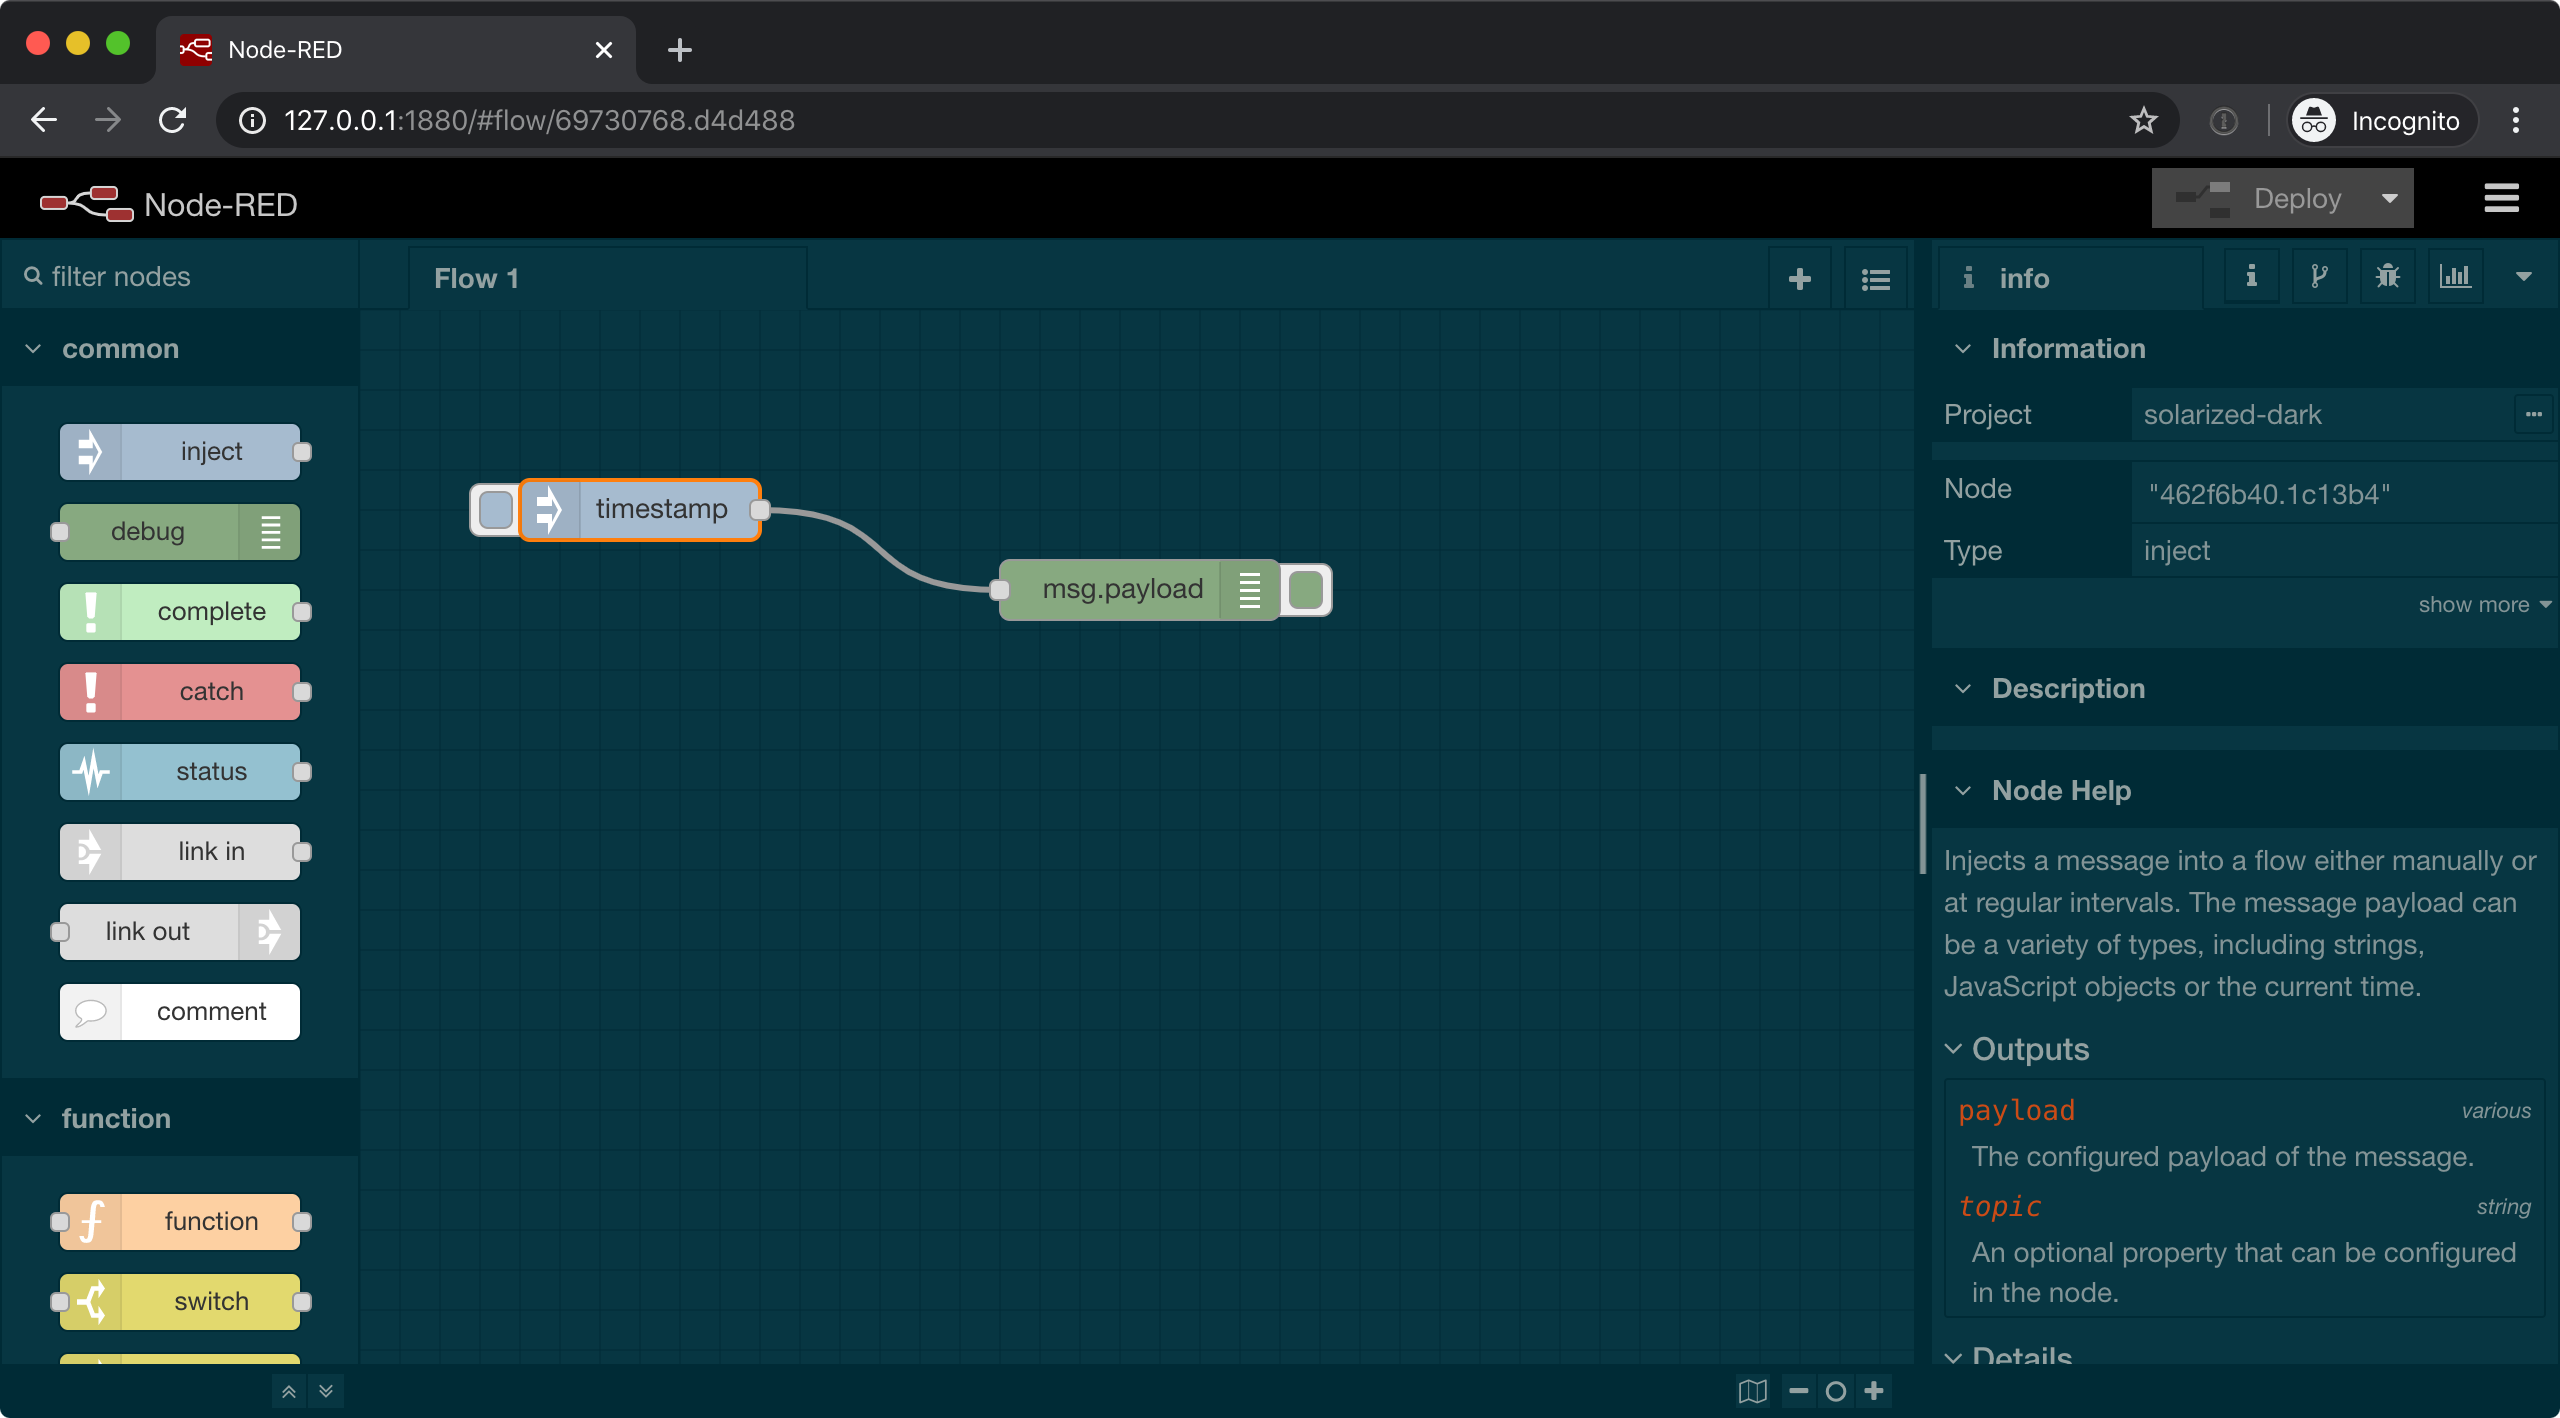 Node-RED
127.0.0.1:1880/#flow/69730768.d4d488
Incognito
Node-RED
Deploy
filter nodes
Flow 1
info
common
inject
debug
complete
catch
status
link in
link out
comment
function
function
switch
timestamp
msg.payload
Information
Project
solarized-dark
Node
"462f6b40.1c13b4"
Type
inject
show more
Description
Node Help
Injects a message into a flow either manually or
at regular intervals. The message payload can
be a variety of types, including strings,
JavaScript objects or the current time.
Outputs
payload
various
The configured payload of the message.
topic
string
An optional property that can be configured
in the node.
Details